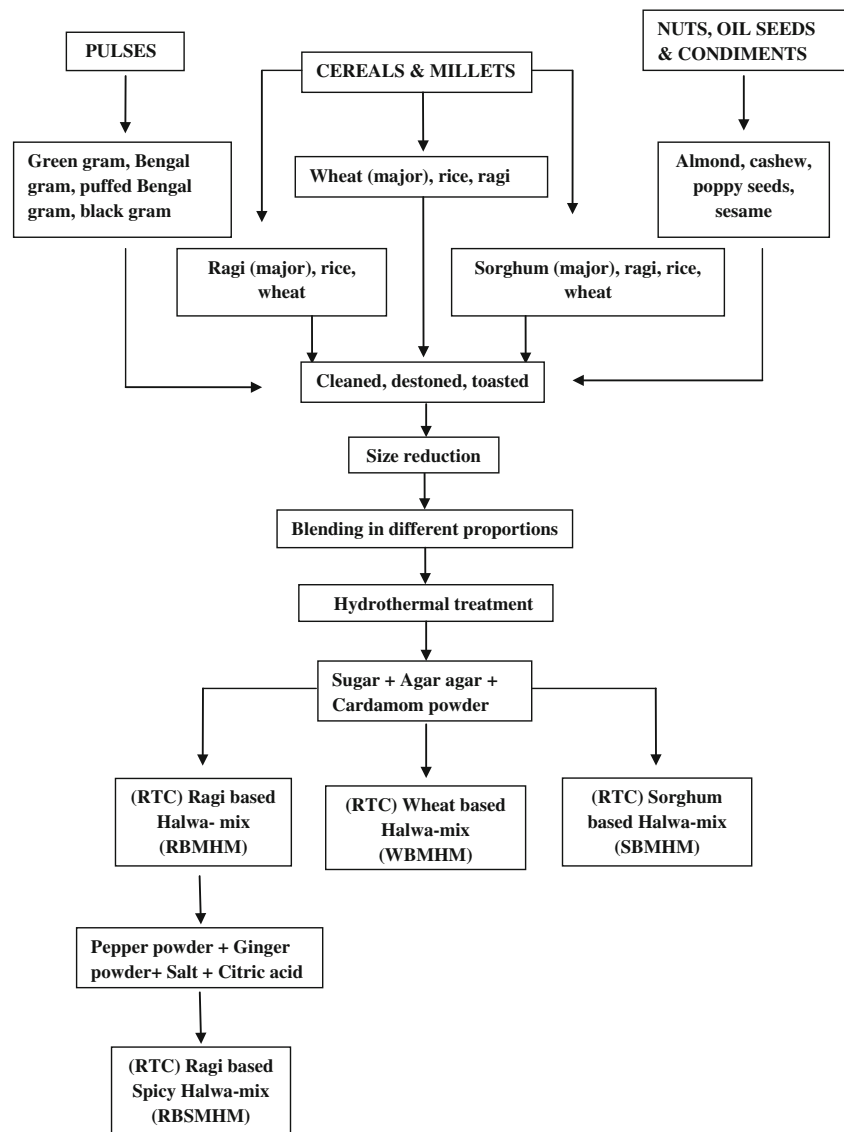 PULSES
CEREALS & MILLETS
NUTS, OIL SEEDS
& CONDIMENTS
Green gram, Bengal
gram, puffed Bengal
gram, black gram
Wheat (major), rice, ragi
Almond, cashew,
poppy seeds,
sesame
Ragi (major), rice,
wheat
Sorghum (major), ragi, rice,
wheat
Cleaned, destoned, toasted
Size reduction
Blending in different proportions
Hydrothermal treatment
Sugar + Agar agar +
Cardamom powder
(RTC) Ragi based
Halwa- mix
(RBMHM)
(RTC) Wheat based
Halwa-mix
(WBMHM)
(RTC) Sorghum
based Halwa-mix
(SBMHM)
Pepper powder + Ginger
powder+ Salt + Citric acid
(RTC) Ragi based
Spicy Halwa-mix
(RBSMHM)